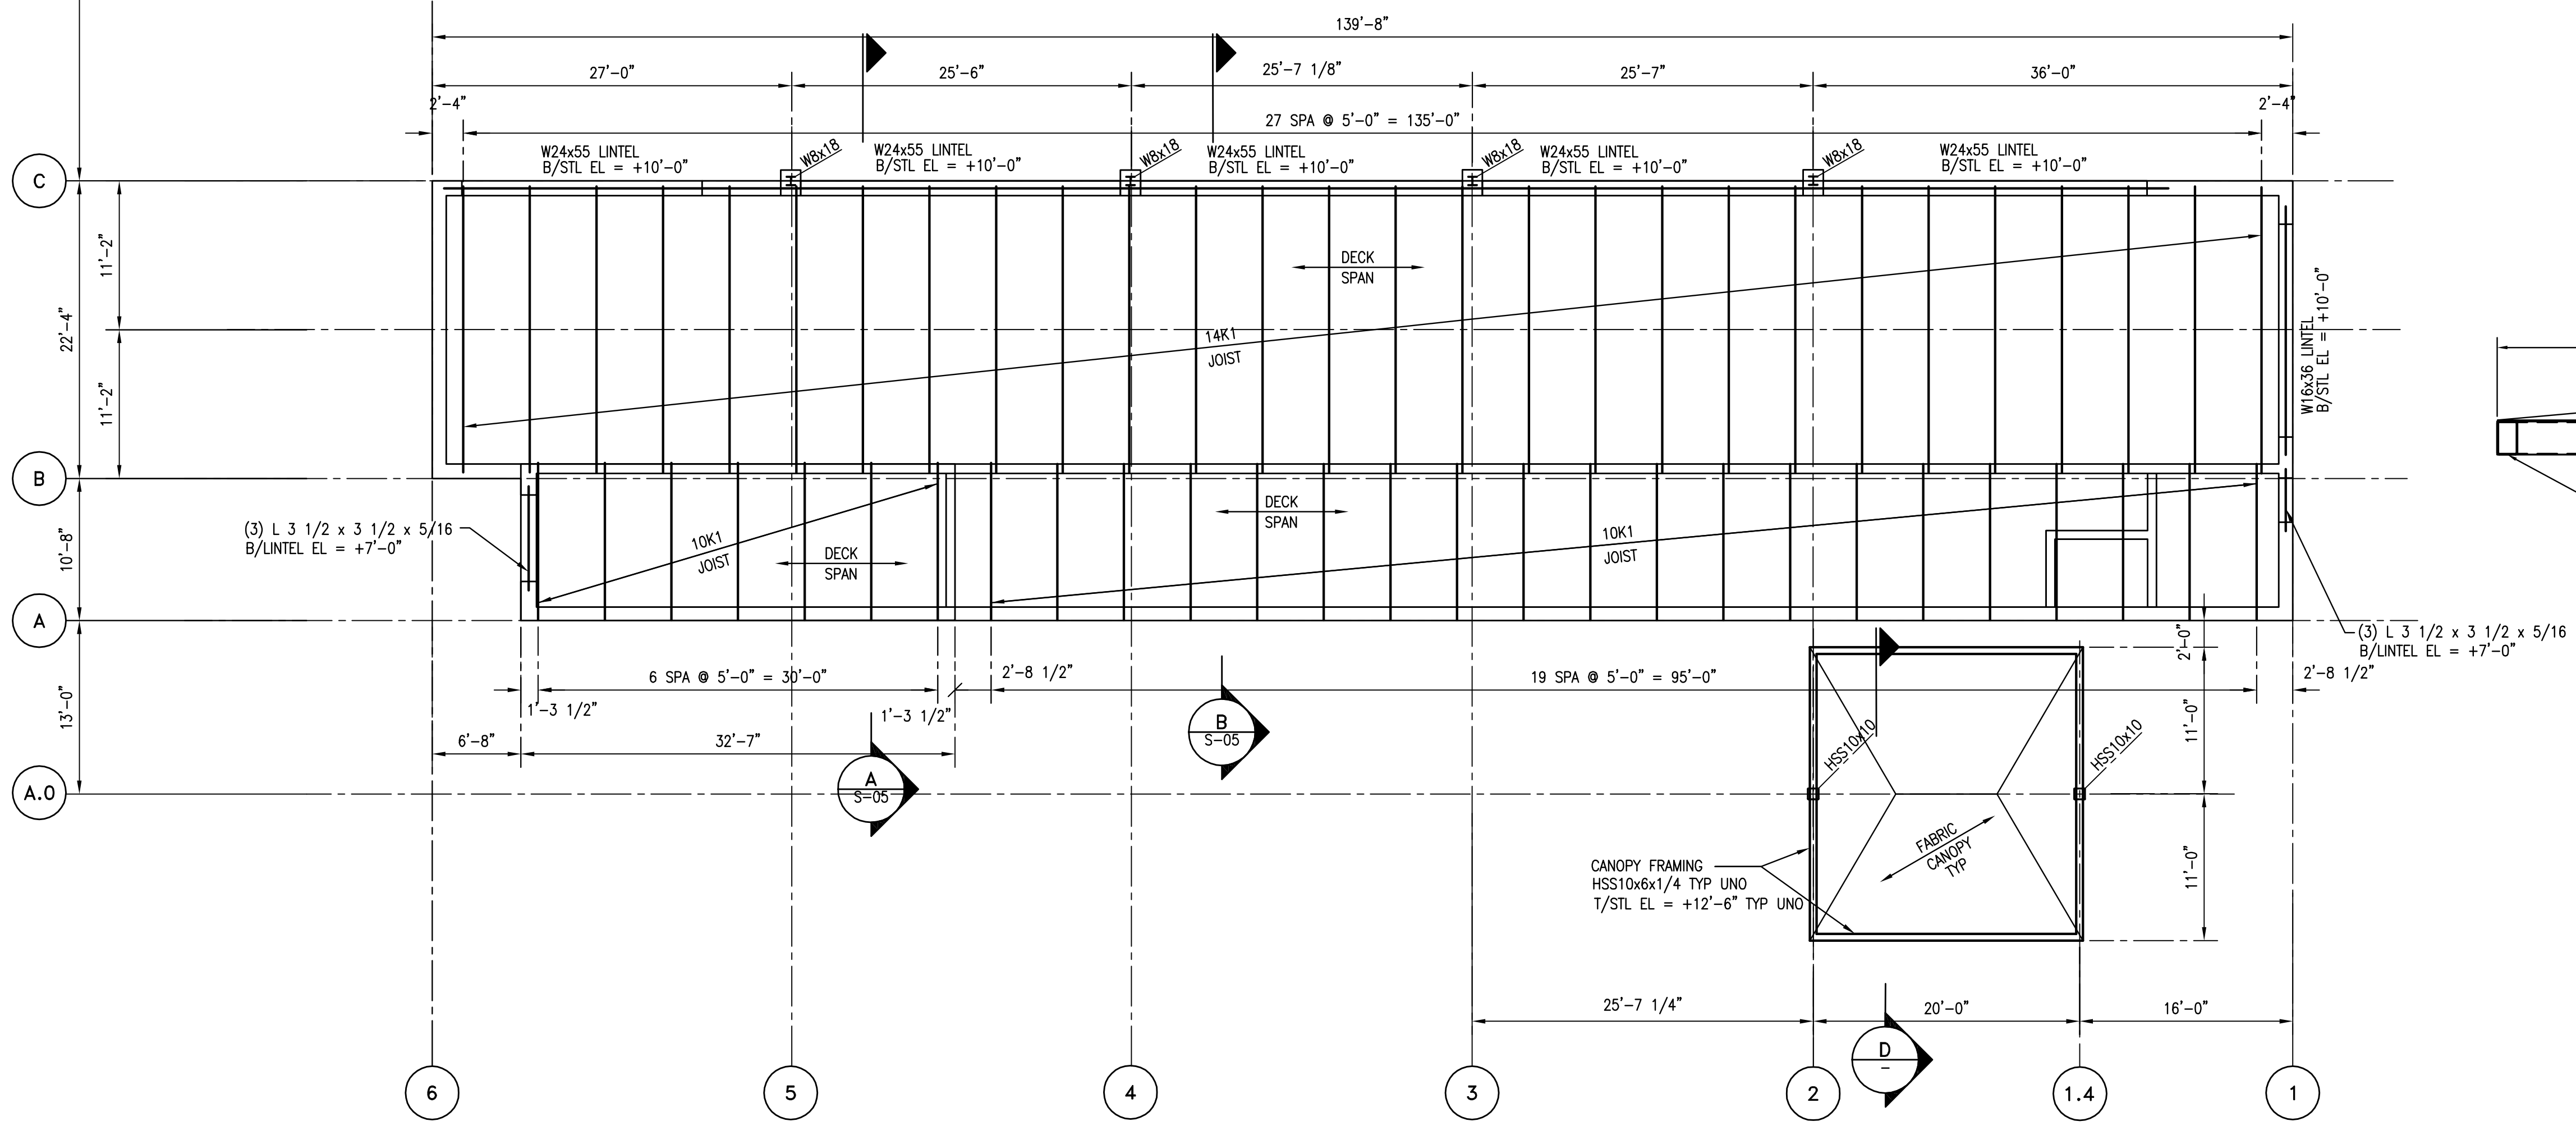 139'-8"
27'-0"
25'-6"
25'-7 1/8"
25'-7"
36'-0"
2'-4"
27 SPA @ 5'-0" = 135'-0"
2'-4"
W24x55 LINTEL
B/STL EL = +10'-0"
W8x18
W24x55 LINTEL
B/STL EL = +10'-0"
W8x18
W24x55 LINTEL
B/STL EL = +10'-0"
W8x18
W24x55 LINTEL
B/STL EL = +10'-0"
W8x18
W24x55 LINTEL
B/STL EL = +10'-0"
C
11'-2"
22'-4"
11'-2"
DECK
SPAN
14K1
JOIST
W16x36 LINTEL
B/STL EL = +10'-0"
B
(3) L 3 1/2 x 3 1/2 x 5/16
B/LINTEL EL = +7'-0"
10'-8"
10K1
JOIST
DECK
SPAN
DECK
SPAN
10K1
JOIST
A
(3) L 3 1/2 x 3 1/2 x 5/16
B/LINTEL EL = +7'-0"
2'-0"
13'-0"
6 SPA @ 5'-0" = 30'-0"
2'-8 1/2"
19 SPA @ 5'-0" = 95'-0"
2'-8 1/2"
1'-3 1/2"
1'-3 1/2"
6'-8"
32'-7"
B
S-05
A
S-05
A.0
HSS10x10
HSS10x10
11'-0"
11'-0"
FABRIC
CANOPY
TYP
CANOPY FRAMING
HSS10x6x1/4 TYP UNO
T/STL EL = +12'-6" TYP UNO
25'-7 1/4"
20'-0"
16'-0"
D
-
6
5
4
3
2
1.4
1